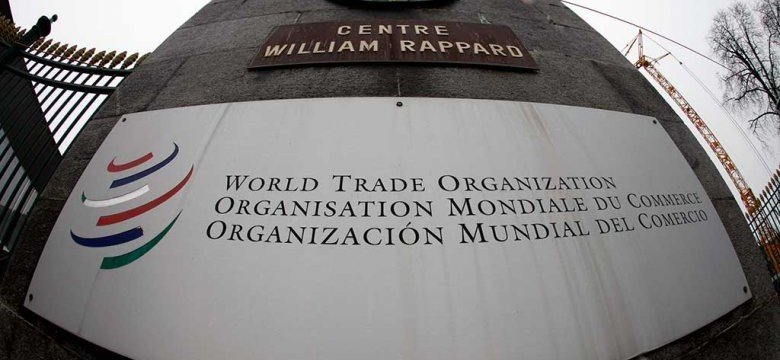 CENTRE
WILLIAM RAPPARD
WORLD TRADE ORGANIZATION
ORGANISATION MONDIALE DU COMMERCE
ORGANIZACIÓN MUNDIAL DEL COMERCIO